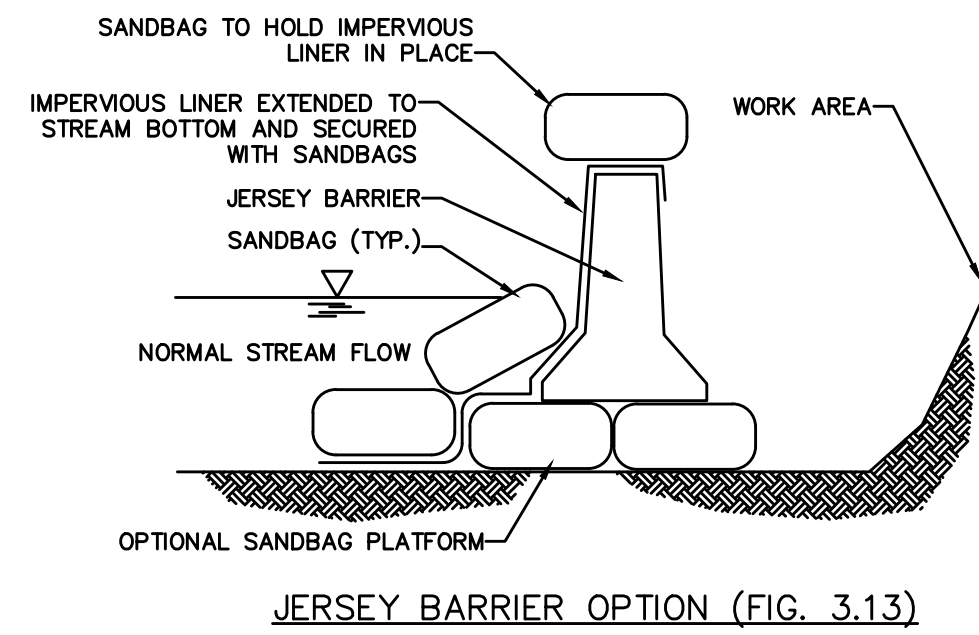 SANDBAG TO HOLD IMPERVIOUS
LINER IN PLACE
IMPERVIOUS LINER EXTENDED TO
STREAM BOTTOM AND SECURED
WITH SANDBAGS
WORK AREA
JERSEY BARRIER
SANDBAG (TYP.)
NORMAL STREAM FLOW
OPTIONAL SANDBAG PLATFORM
JERSEY BARRIER OPTION (FIG. 3.13)